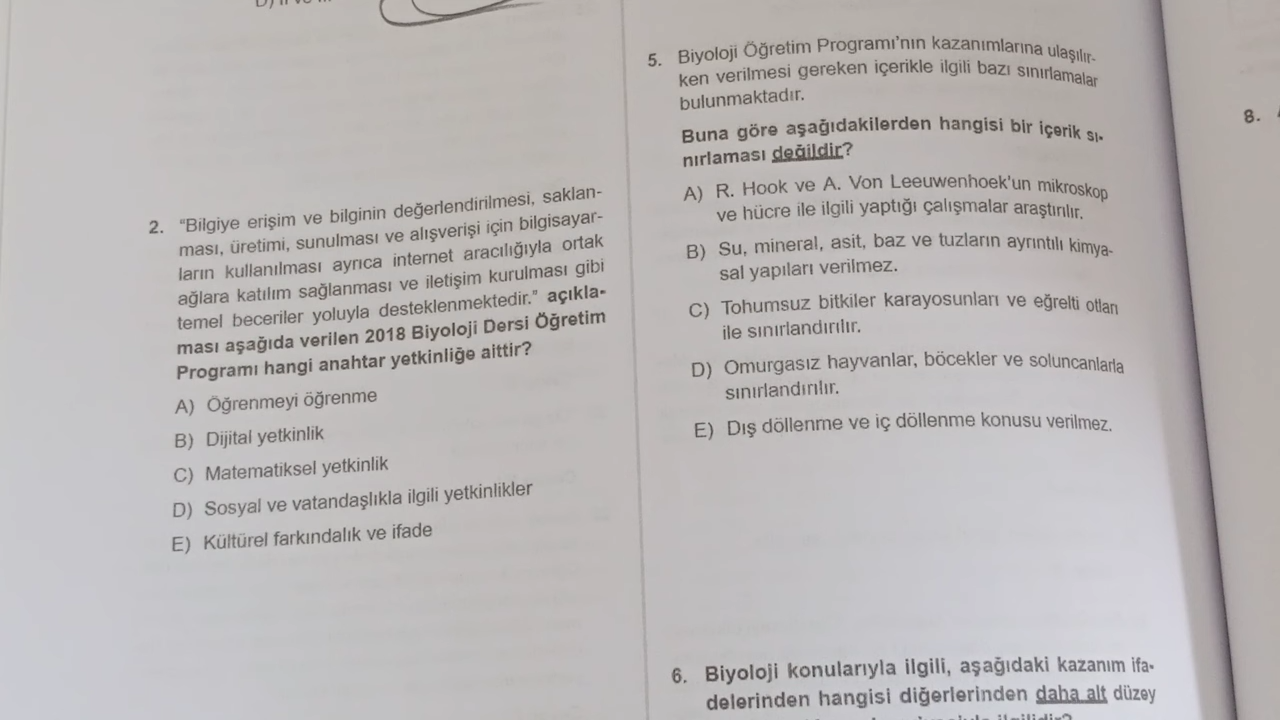 2. "Bilgiye erişim ve bilginin değerlendirilmesi, saklan-
ması, üretimi, sunulması ve alışverişi için bilgisayar-
ların kullanılması ayrıca internet aracılığıyla ortak
ağlara katılım sağlanması ve iletişim kurulması gibi
temel beceriler yoluyla desteklenmektedir." açıkla-
ması aşağıda verilen 2018 Biyoloji Dersi Öğretim
Programı hangi anahtar yetkinliğe aittir?
A) Öğrenmeyi öğrenme
B) Dijital yetkinlik
C) Matematiksel yetkinlik
D) Sosyal ve vatandaşlıkla ilgili yetkinlikler
E) Kültürel farkındalık ve ifade
5. Biyoloji Öğretim Programı'nın kazanımlarına ulaşılır-
ken verilmesi gereken içerikle ilgili bazı sınırlamalar
bulunmaktadır.
Buna göre aşağıdakilerden hangisi bir içerik sı-
nırlaması değildir?
A) R. Hook ve A. Von Leeuwenhoek'un mikroskop
ve hücre ile ilgili yaptığı çalışmalar araştırılır.
B) Su, mineral, asit, baz ve tuzların ayrıntılı kimya-
sal yapıları verilmez.
C) Tohumsuz bitkiler karayosunları ve eğrelti otları
ile sınırlandırılır.
D) Omurgasız hayvanlar, böcekler ve soluncanlarla
sınırlandırılır.
E) Dış döllenme ve iç döllenme konusu verilmez.
6. Biyoloji konularıyla ilgili, aşağıdaki kazanım ifa-
delerinden hangisi diğerlerinden daha alt düzey
8.